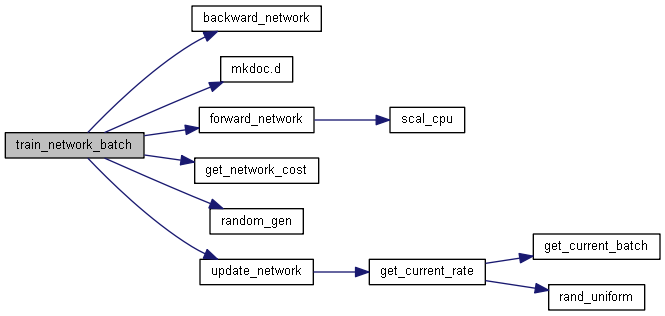 backward_network
mkdoc.d
forward_network
scal_cpu
train_network_batch
get_network_cost
random_gen
get_current_batch
update_network
get_current_rate
rand_uniform